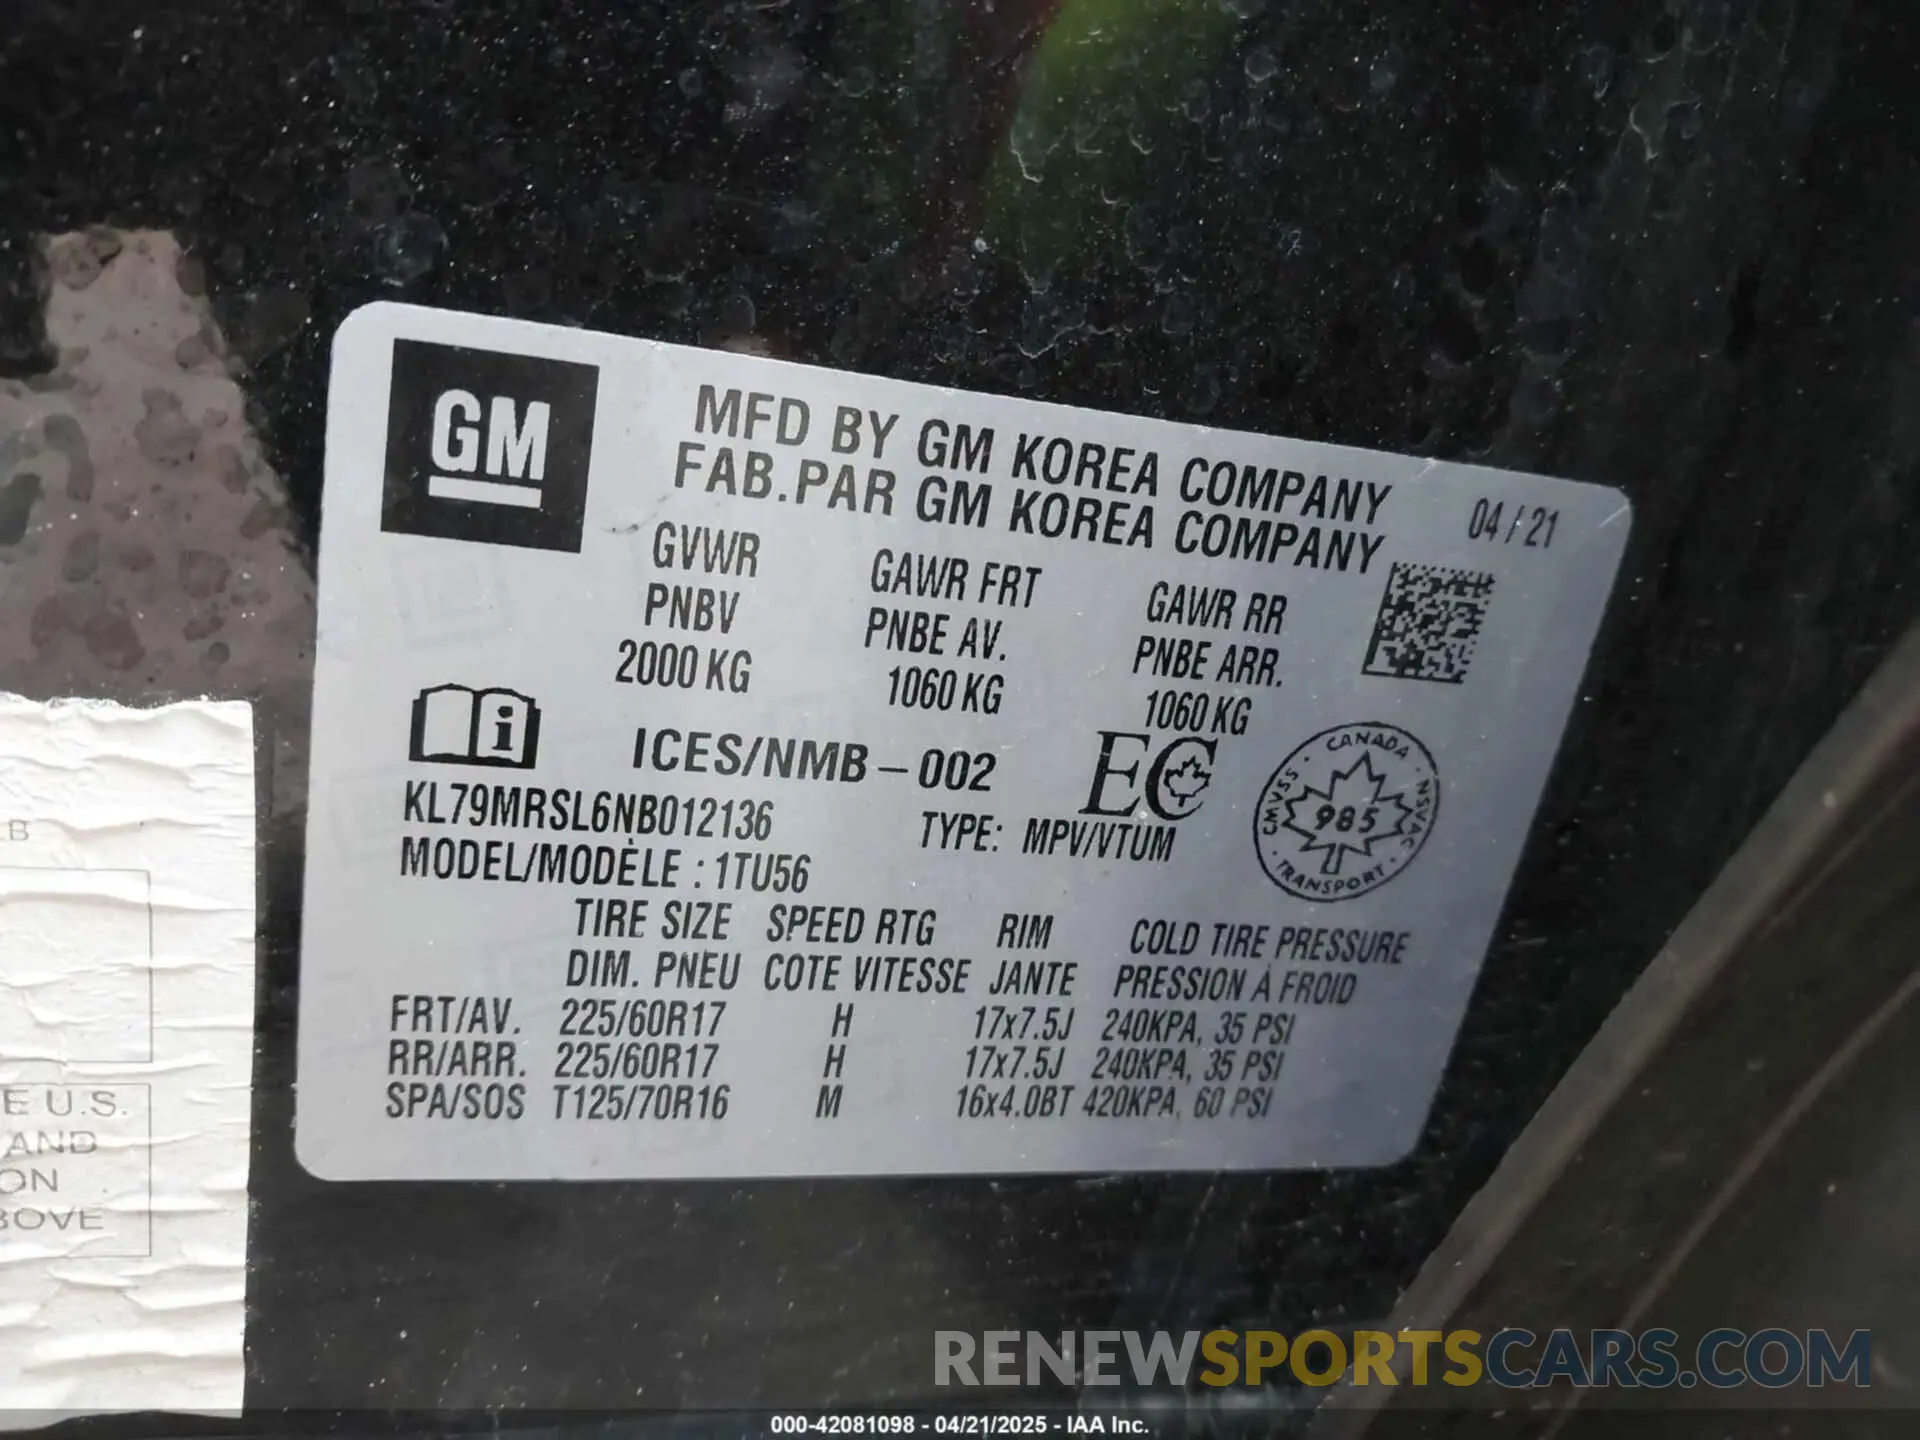 GM
MFD BY GM KOREA COMPANY
FAB.PAR GM KOREA COMPANY
04/21
GVWR GAWR FRT GAWR RR
PNBV PNBE AV. PNBE ARR.
2000 KG 1060 KG 1060 KG
i
ICES/NMB-002
EC
CANADA
CMVSS · NSVAC
985
TRANSPORT
KL79MRSL6NB012136
TYPE: MPV/VTUM
MODEL/MODÈLE : 1TU56
TIRE SIZE SPEED RTG RIM COLD TIRE PRESSURE
DIM. PNEU COTE VITESSE JANTE PRESSION À FROID
FRT/AV. 225/60R17 H 17x7.5J 240KPA, 35 PSI
RR/ARR. 225/60R17 H 17x7.5J 240KPA, 35 PSI
SPA/SOS T125/70R16 M 16x4.0BT 420KPA, 60 PSI
E U.S.
AND
ON
BOVE
RENEWSPORTSCARS.COM
000-42081098 - 04/21/2025 - IAA Inc.